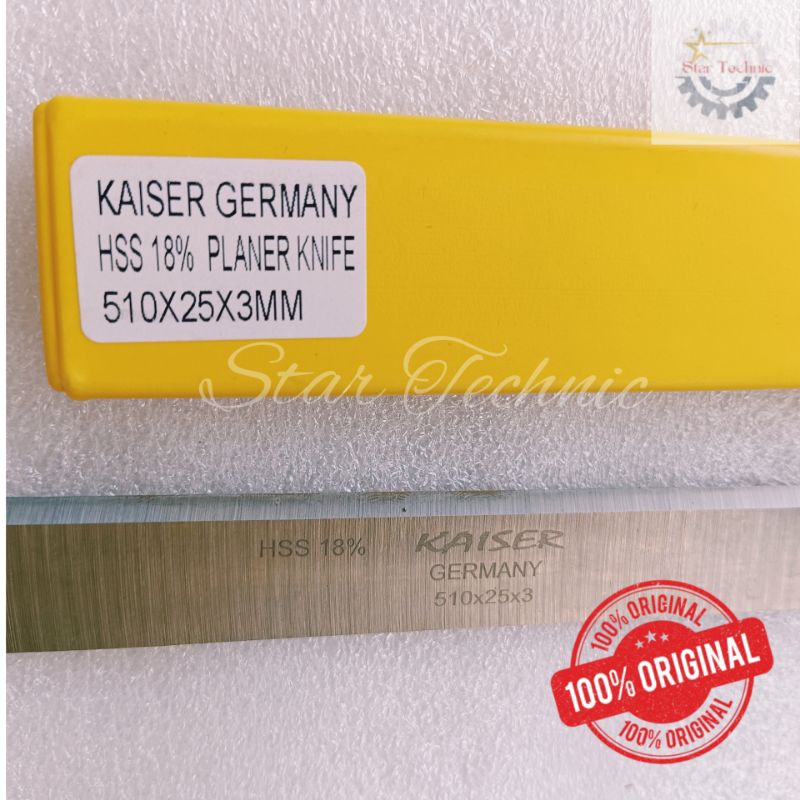 Star Technic
KAISER GERMANY
HSS 18% PLANER KNIFE
510X25X3MM
Star Technic
HSS 18% KAISER
GERMANY
510x25x3
100% ORIGINAL
100% ORIGINAL
100% ORIGINAL